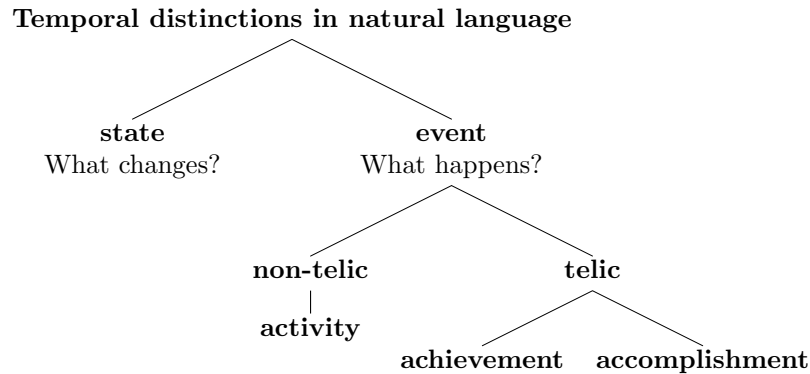 Temporal distinctions in natural language
state
What changes?
event
What happens?
non-telic
telic
activity
achievement
accomplishment